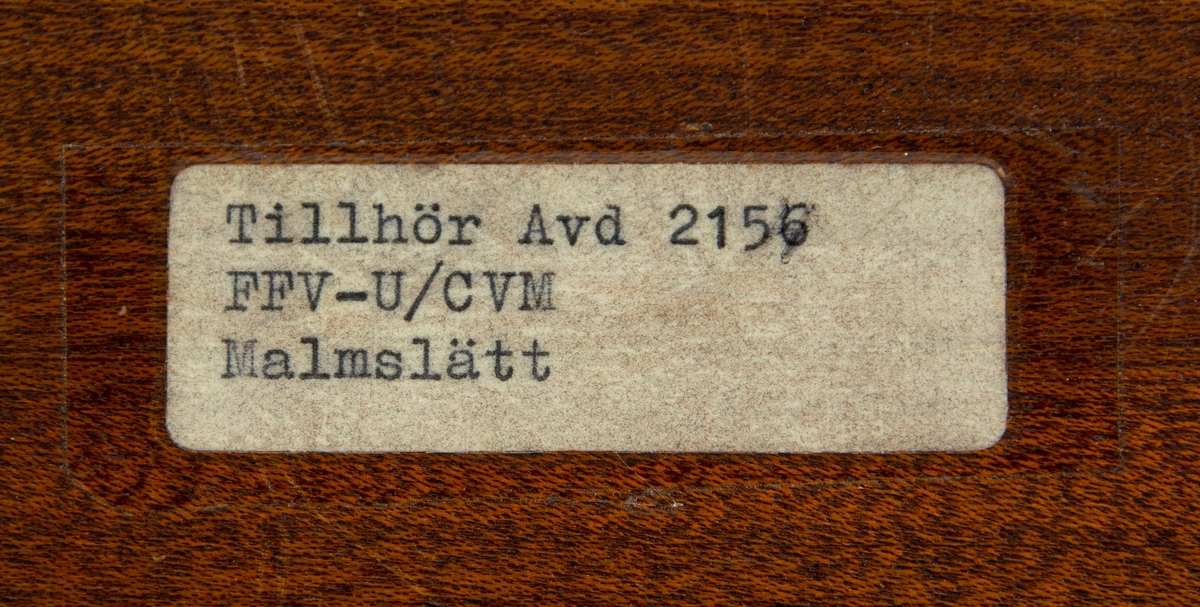 Tillhör Avd 2156
FFV-U/CVM
Malmslätt